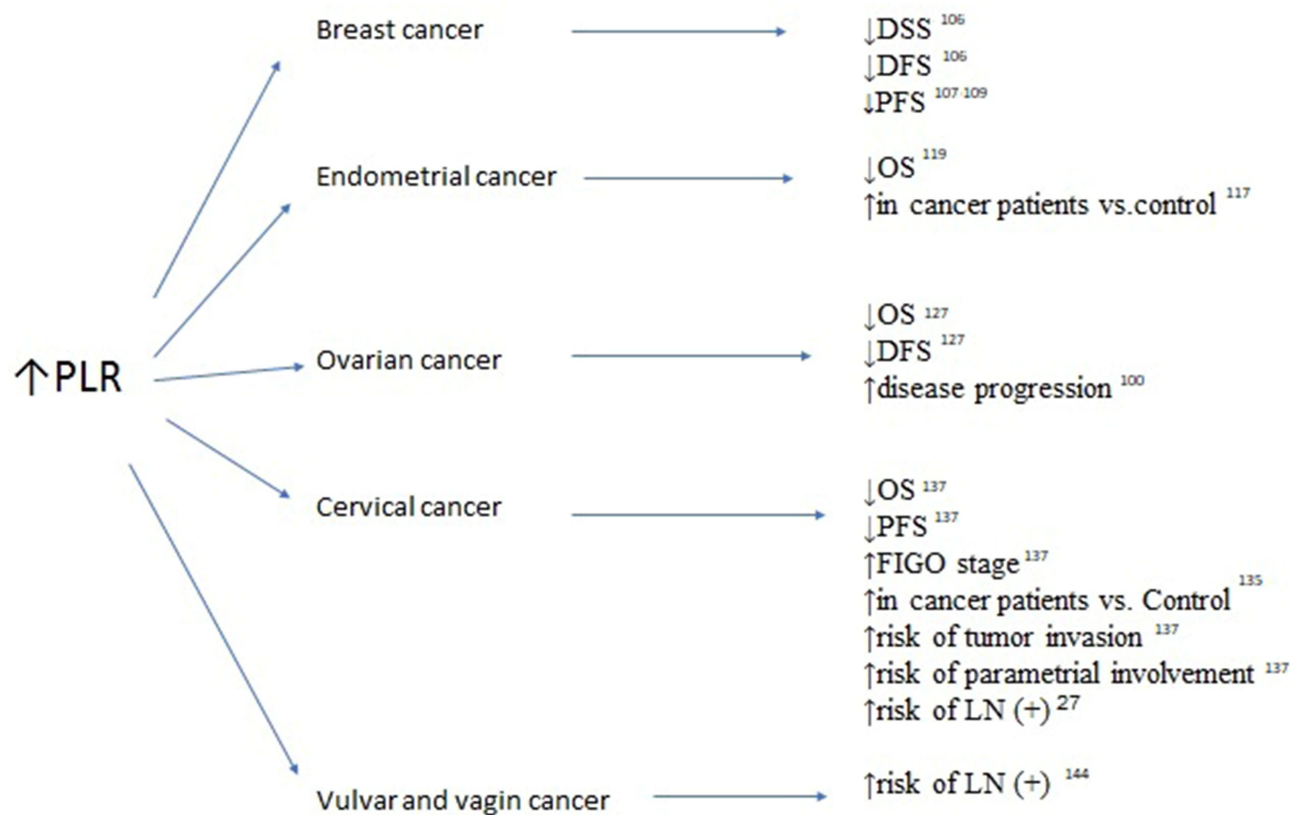 ↑PLR
Breast cancer
↓DSS 106
↓DFS 106
↓PFS 107-109
Endometrial cancer
↓OS 119
↑in cancer patients vs.control 117
Ovarian cancer
↓OS 127
↓DFS 127
↑disease progression 100
Cervical cancer
↓OS 137
↓PFS 137
↑FIGO stage 137
↑in cancer patients vs. Control 135
↑risk of tumor invasion 137
↑risk of parametrial involvement 137
↑risk of LN (+) 27
Vulvar and vagin cancer
↑risk of LN (+) 144